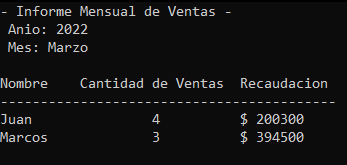 - Informe Mensual de Ventas -
Anio: 2022
Mes: Marzo
Nombre    Cantidad de Ventas  Recaudacion
------------------------------------------
Juan               4          $ 200300
Marcos             3          $ 394500